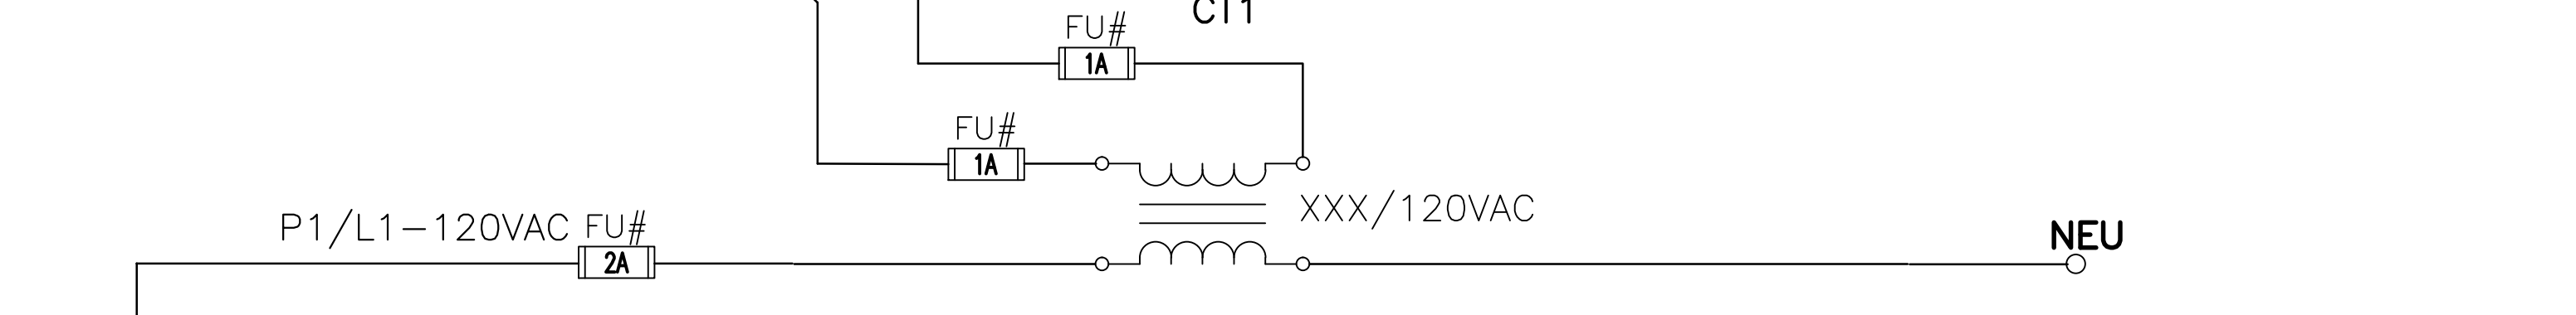 CT1
FU#
1A
FU#
1A
XXX/120VAC
P1/L1-120VAC FU#
2A
NEU